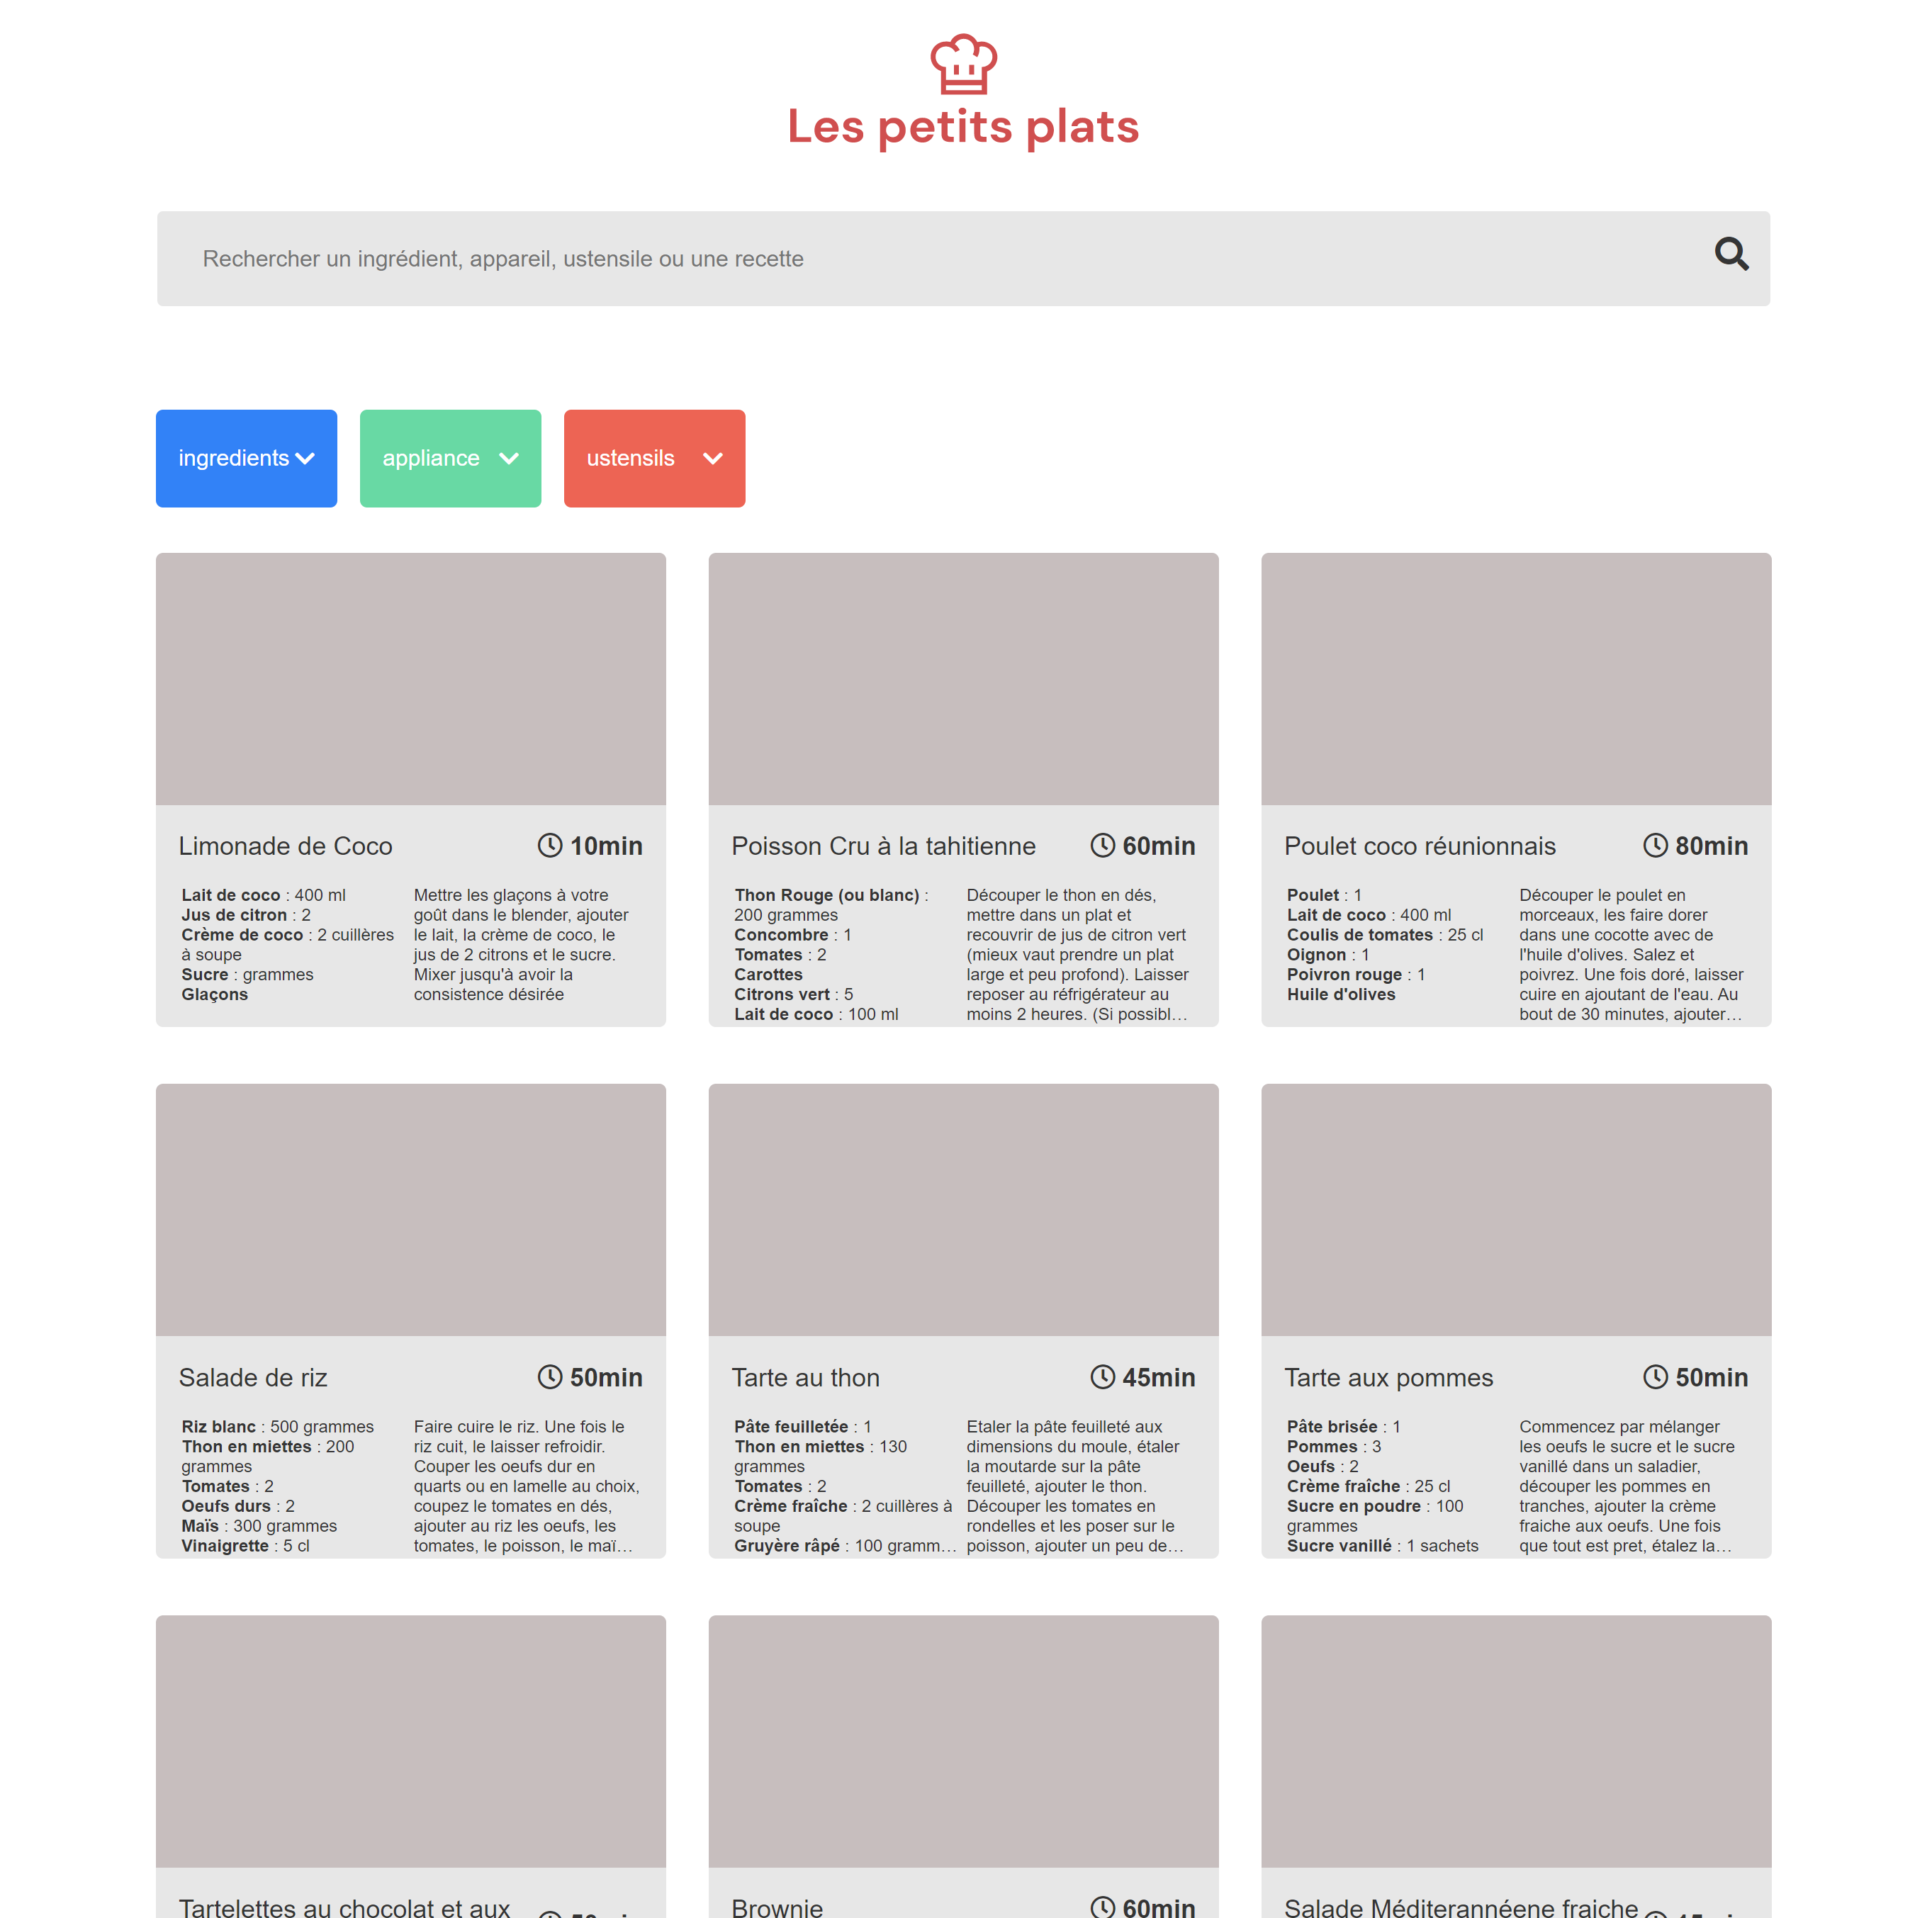 Les petits plats
Rechercher un ingrédient, appareil, ustensile ou une recette
ingredients
appliance
ustensils
Limonade de Coco
10min
Lait de coco : 400 ml
Jus de citron : 2
Crème de coco : 2 cuillères
à soupe
Sucre : grammes
Glaçons
Mettre les glaçons à votre
goût dans le blender, ajouter
le lait, la crème de coco, le
jus de 2 citrons et le sucre.
Mixer jusqu'à avoir la
consistence désirée
Poisson Cru à la tahitienne
60min
Thon Rouge (ou blanc) :
200 grammes
Concombre : 1
Tomates : 2
Carottes
Citrons vert : 5
Lait de coco : 100 ml
Découper le thon en dés,
mettre dans un plat et
recouvrir de jus de citron vert
(mieux vaut prendre un plat
large et peu profond). Laisser
reposer au réfrigérateur au
moins 2 heures. (Si possibl…
Poulet coco réunionnais
80min
Poulet : 1
Lait de coco : 400 ml
Coulis de tomates : 25 cl
Oignon : 1
Poivron rouge : 1
Huile d'olives
Découper le poulet en
morceaux, les faire dorer
dans une cocotte avec de
l'huile d'olives. Salez et
poivrez. Une fois doré, laisser
cuire en ajoutant de l'eau. Au
bout de 30 minutes, ajouter…
Salade de riz
50min
Riz blanc : 500 grammes
Thon en miettes : 200
grammes
Tomates : 2
Oeufs durs : 2
Maïs : 300 grammes
Vinaigrette : 5 cl
Faire cuire le riz. Une fois le
riz cuit, le laisser refroidir.
Couper les oeufs dur en
quarts ou en lamelle au choix,
coupez le tomates en dés,
ajouter au riz les oeufs, les
tomates, le poisson, le maï…
Tarte au thon
45min
Pâte feuilletée : 1
Thon en miettes : 130
grammes
Tomates : 2
Crème fraîche : 2 cuillères à
soupe
Gruyère râpé : 100 gramm…
Etaler la pâte feuilleté aux
dimensions du moule, étaler
la moutarde sur la pâte
feuilleté, ajouter le thon.
Découper les tomates en
rondelles et les poser sur le
poisson, ajouter un peu de…
Tarte aux pommes
50min
Pâte brisée : 1
Pommes : 3
Oeufs : 2
Crème fraîche : 25 cl
Sucre en poudre : 100
grammes
Sucre vanillé : 1 sachets
Commencez par mélanger
les oeufs le sucre et le sucre
vanillé dans un saladier,
découper les pommes en
tranches, ajouter la crème
fraiche aux oeufs. Une fois
que tout est pret, étalez la…
Tartelettes au chocolat et aux
Brownie
60min
Salade Méditerannéene fraiche